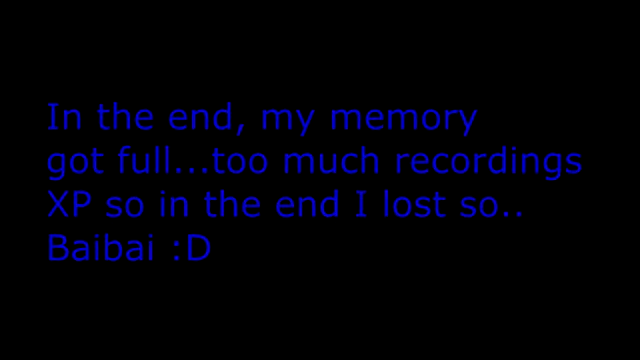 In the end, my memory
got full...too much recordings
XP so in the end I lost so..
Baibai :D